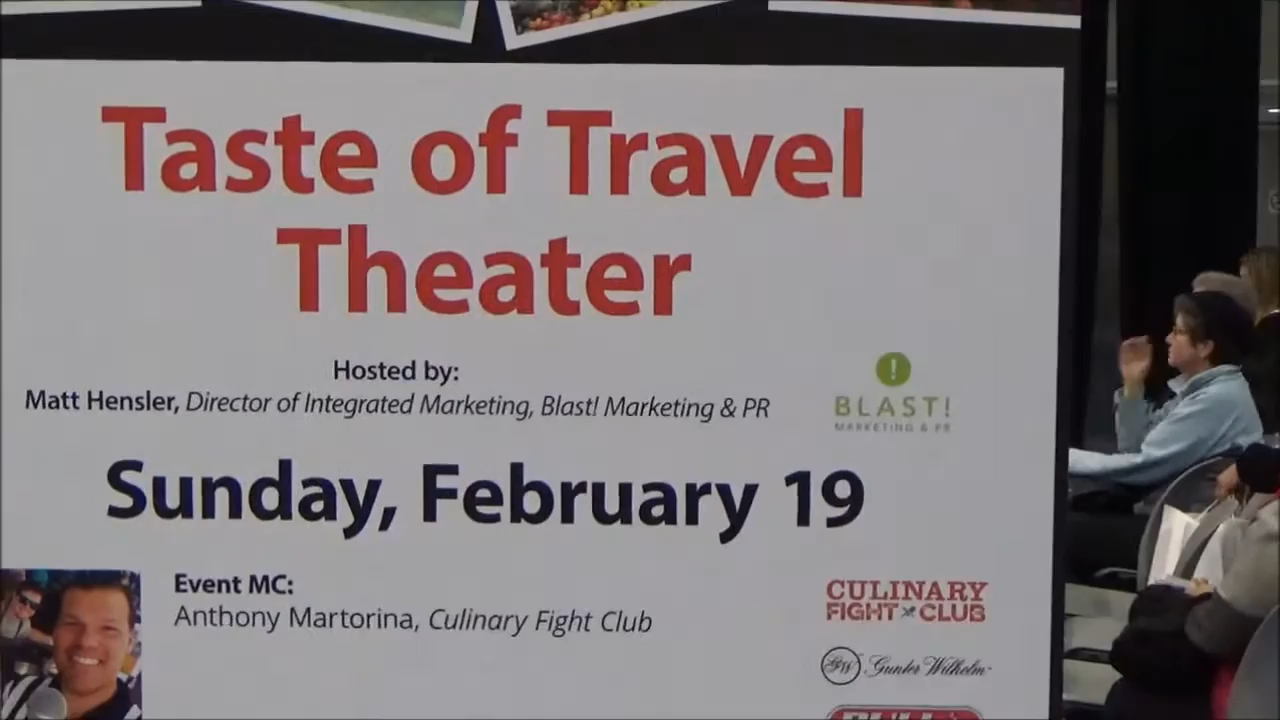 Taste of Travel
Theater
Hosted by:
Matt Hensler, Director of Integrated Marketing, Blast! Marketing & PR
!
BLAST!
MARKETING & PR
Sunday, February 19
Event MC:
Anthony Martorina, Culinary Fight Club
CULINARY
FIGHT CLUB
GW Gunter Wilhelm